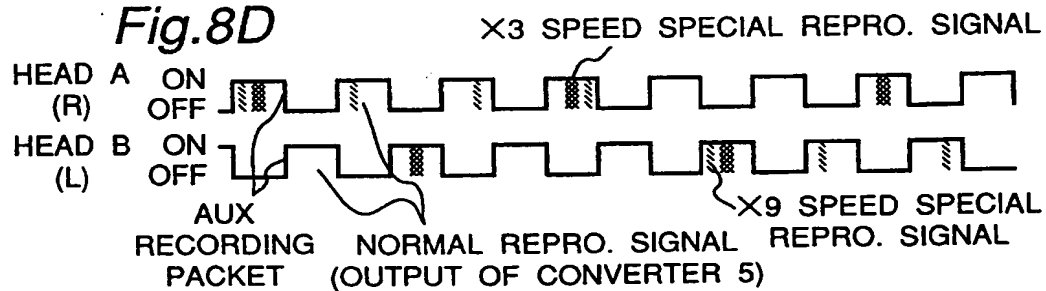 Fig.8D
×3 SPEED SPECIAL REPRO. SIGNAL
HEAD A
(R)
ON
OFF
HEAD B
(L)
ON
OFF
AUX
RECORDING
PACKET
NORMAL REPRO. SIGNAL
(OUTPUT OF CONVERTER 5)
×9 SPEED SPECIAL
REPRO. SIGNAL